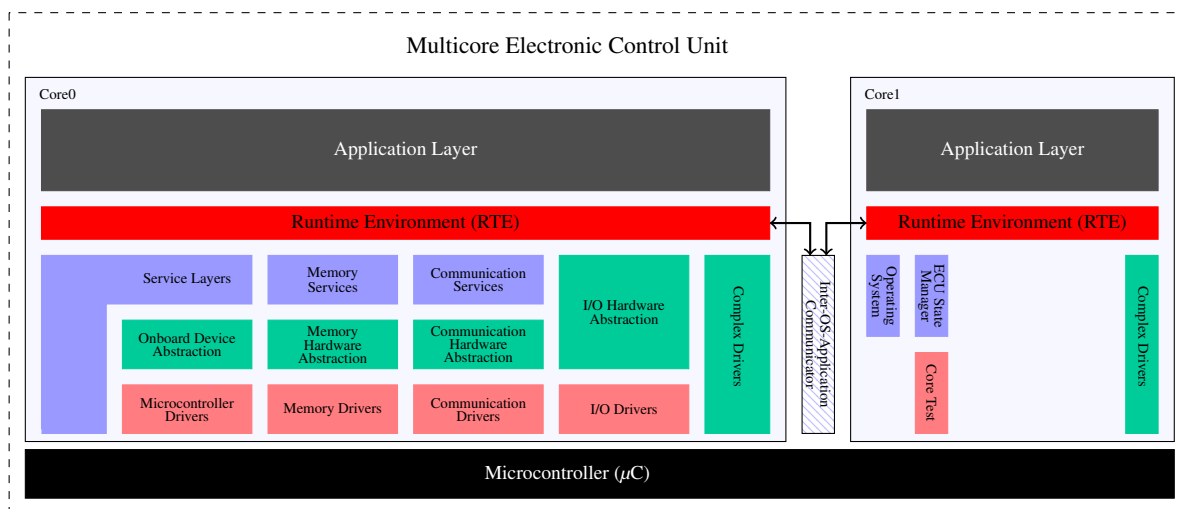 Multicore Electronic Control Unit
Core0
Application Layer
Runtime Environment (RTE)
Service Layers
Memory
Services
Communication
Services
I/O Hardware
Abstraction
Complex Drivers
Onboard Device
Abstraction
Memory
Hardware
Abstraction
Communication
Hardware
Abstraction
Microcontroller
Drivers
Memory Drivers
Communication
Drivers
I/O Drivers
Inter-OS-Application
Communicator
Core1
Application Layer
Runtime Environment (RTE)
Operating
System
ECU State
Manager
Core Test
Complex Drivers
Microcontroller (μC)